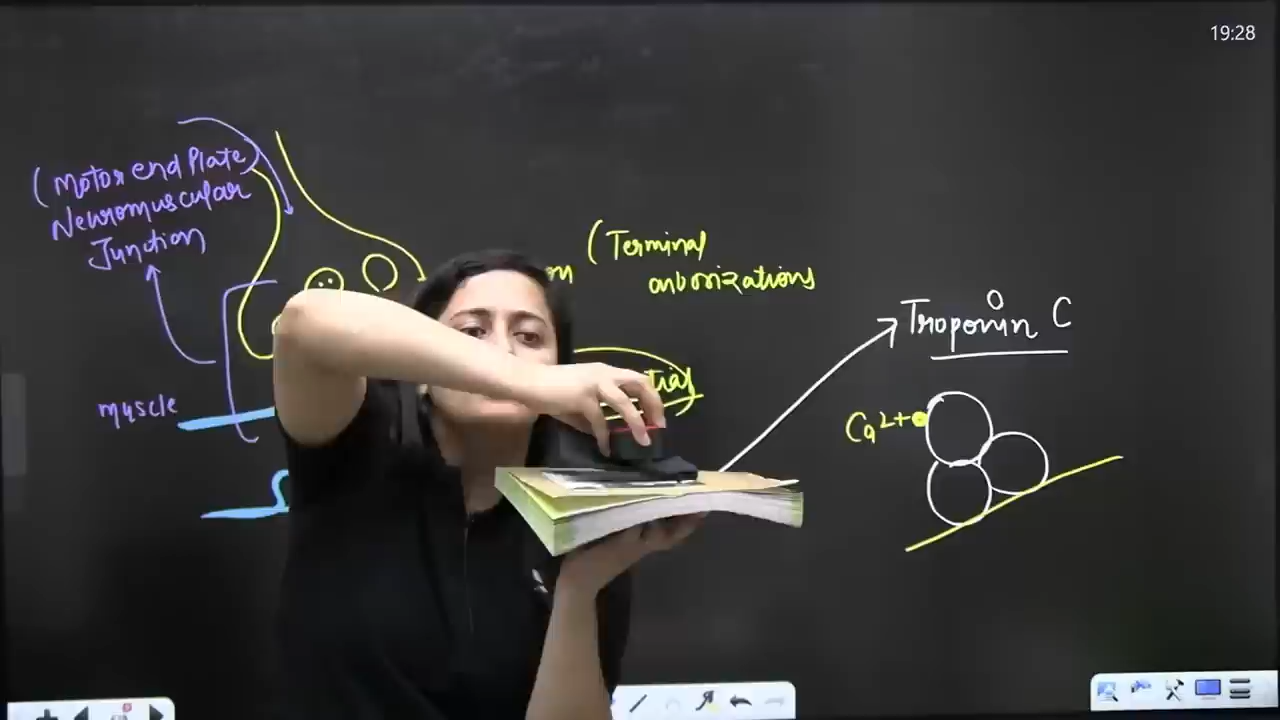 19:28
(Motor end Plate)
Neuromuscular
Junction
(Terminal
arborizations
muscle
Troponin C
Ca2+